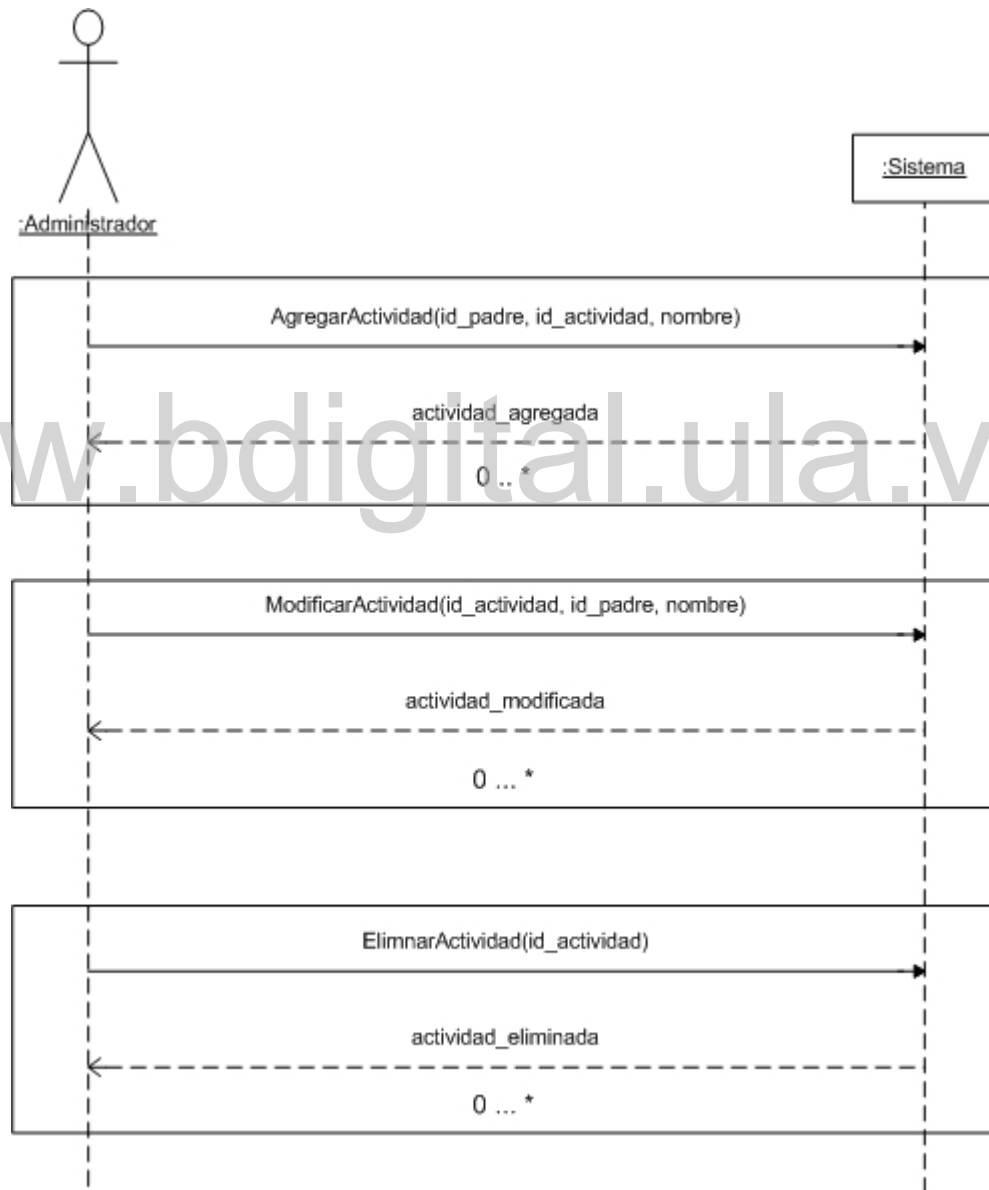 :Sistema
:Administrador
AgregarActividad(id_padre, id_actividad, nombre)
actividad_agregada
w.bdigital.ula.v
0 .. *
ModificarActividad(id_actividad, id_padre, nombre)
actividad_modificada
0 ... *
ElimnarActividad(id_actividad)
actividad_eliminada
0 ... *